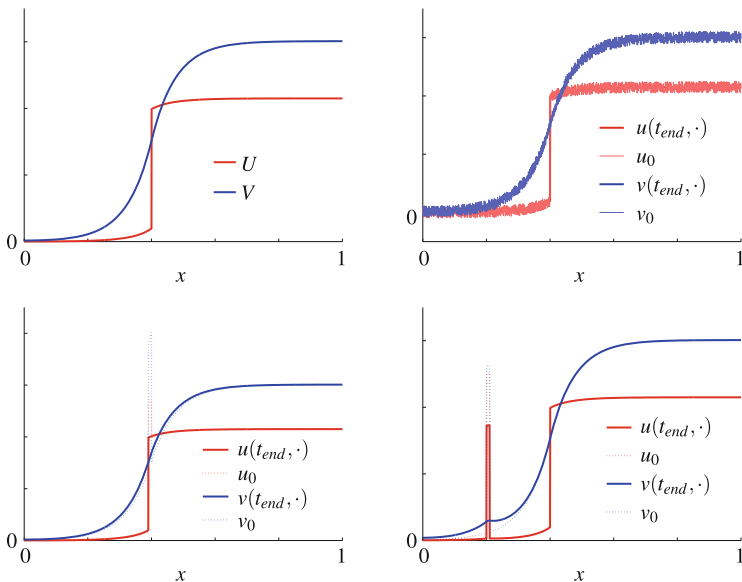 U
V
0
0
x
1
u(t_end, ·)
u_0
v(t_end, ·)
v_0
0
0
x
1
u(t_end, ·)
u_0
v(t_end, ·)
v_0
0
0
x
1
u(t_end, ·)
u_0
v(t_end, ·)
v_0
0
0
x
1